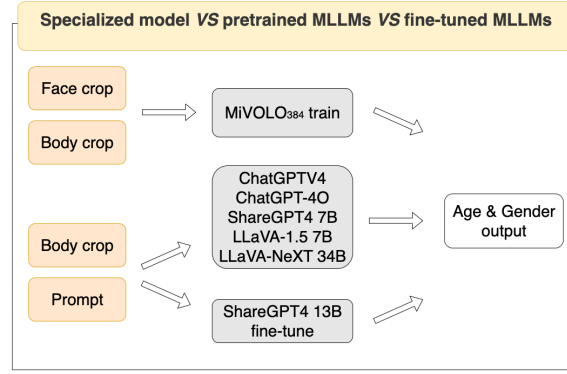 Specialized model VS pretrained MLLMs VS fine-tuned MLLMs
Face crop
Body crop
MiVOLO384 train
Body crop
Prompt
ChatGPTV4
ChatGPT-4O
ShareGPT4 7B
LLaVA-1.5 7B
LLaVA-NeXT 34B
ShareGPT4 13B
fine-tune
Age & Gender
output